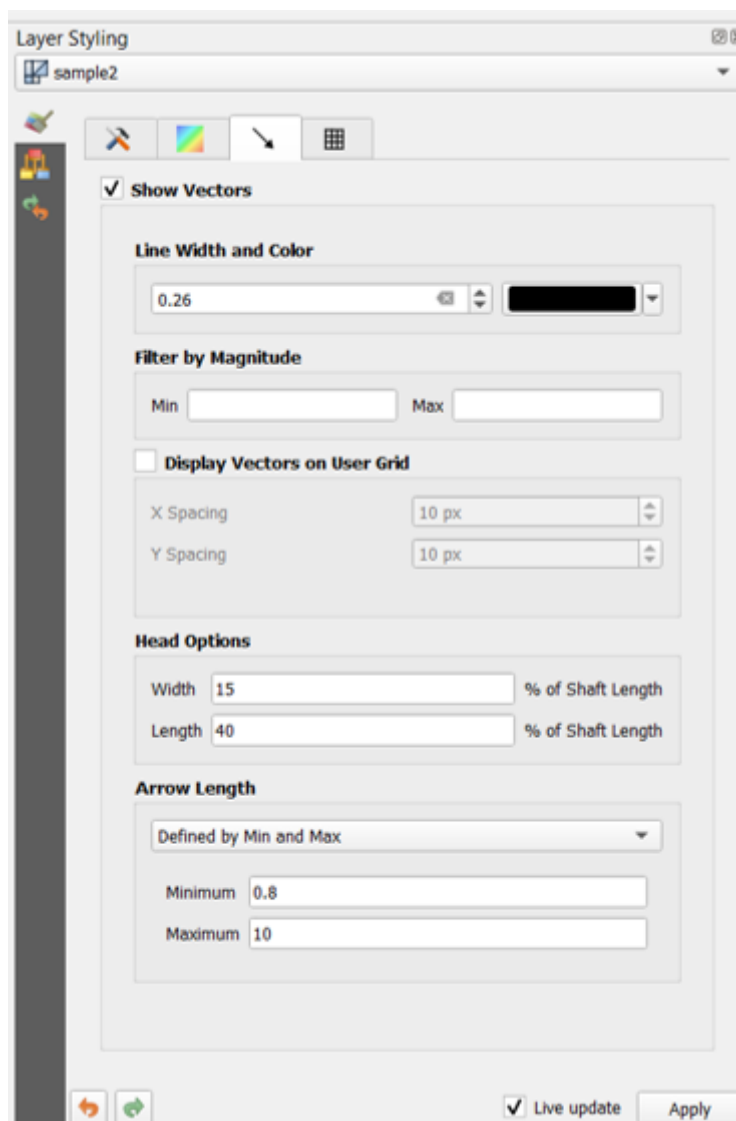 Layer Styling
sample2
Show Vectors
Line Width and Color
0.26
Filter by Magnitude
Min Max
Display Vectors on User Grid
X Spacing 10 px
Y Spacing 10 px
Head Options
Width 15 % of Shaft Length
Length 40 % of Shaft Length
Arrow Length
Defined by Min and Max
Minimum 0.8
Maximum 10
Live update Apply